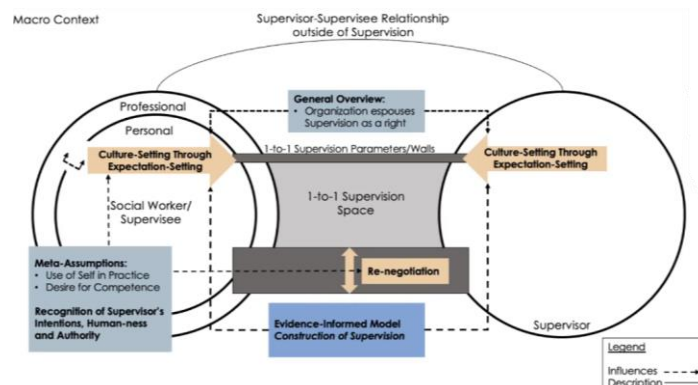 Macro Context
Supervisor-Supervisee Relationship
outside of Supervision
Professional
Personal
General Overview:
• Organization espouses
Supervision as a right
Culture-Setting Through
Expectation-Setting
1-to-1 Supervision Parameters/Walls
Culture-Setting Through
Expectation-Setting
1-to-1 Supervision
Space
Social Worker/
Supervisee
Meta-Assumptions:
• Use of Self in Practice
• Desire for Competence
Recognition of Supervisor's
Intentions, Human-ness
and Authority
Re-negotiation
Evidence-Informed Model
Construction of Supervision
Supervisor
Legend
Influences
Description